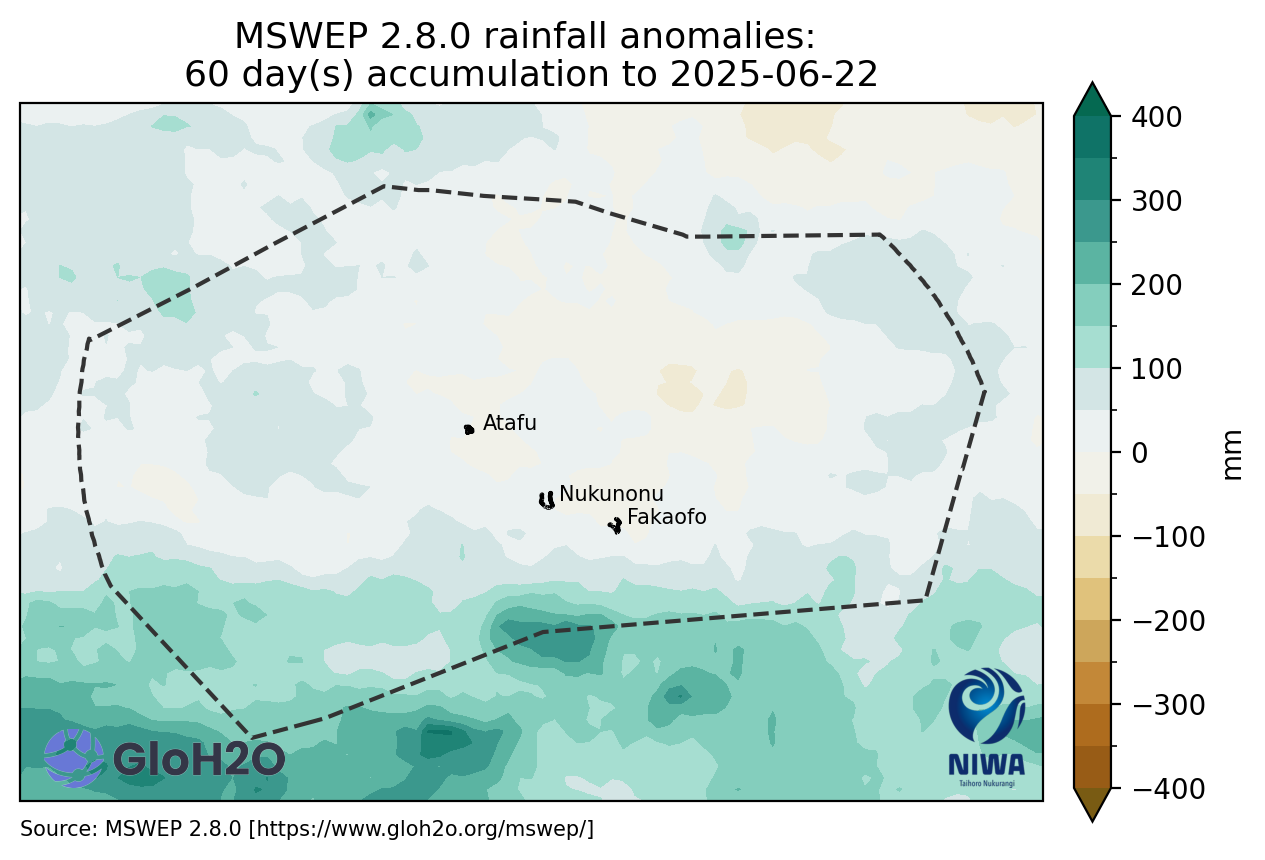 MSWEP 2.8.0 rainfall anomalies:
60 day(s) accumulation to 2025-06-22
400
300
200
100
0
−100
−200
−300
−400
mm
Atafu
Nukunonu
Fakaofo
GloH2O
NIWA
Taihoro Nukurangi
Source: MSWEP 2.8.0 [https://www.gloh2o.org/mswep/]